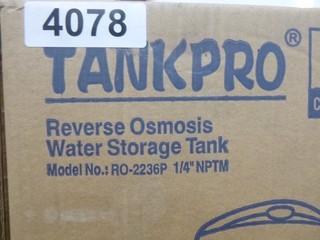 4078
TANKPRO®
Reverse Osmosis
Water Storage Tank
Model No.: RO-2236P 1/4" NPTM